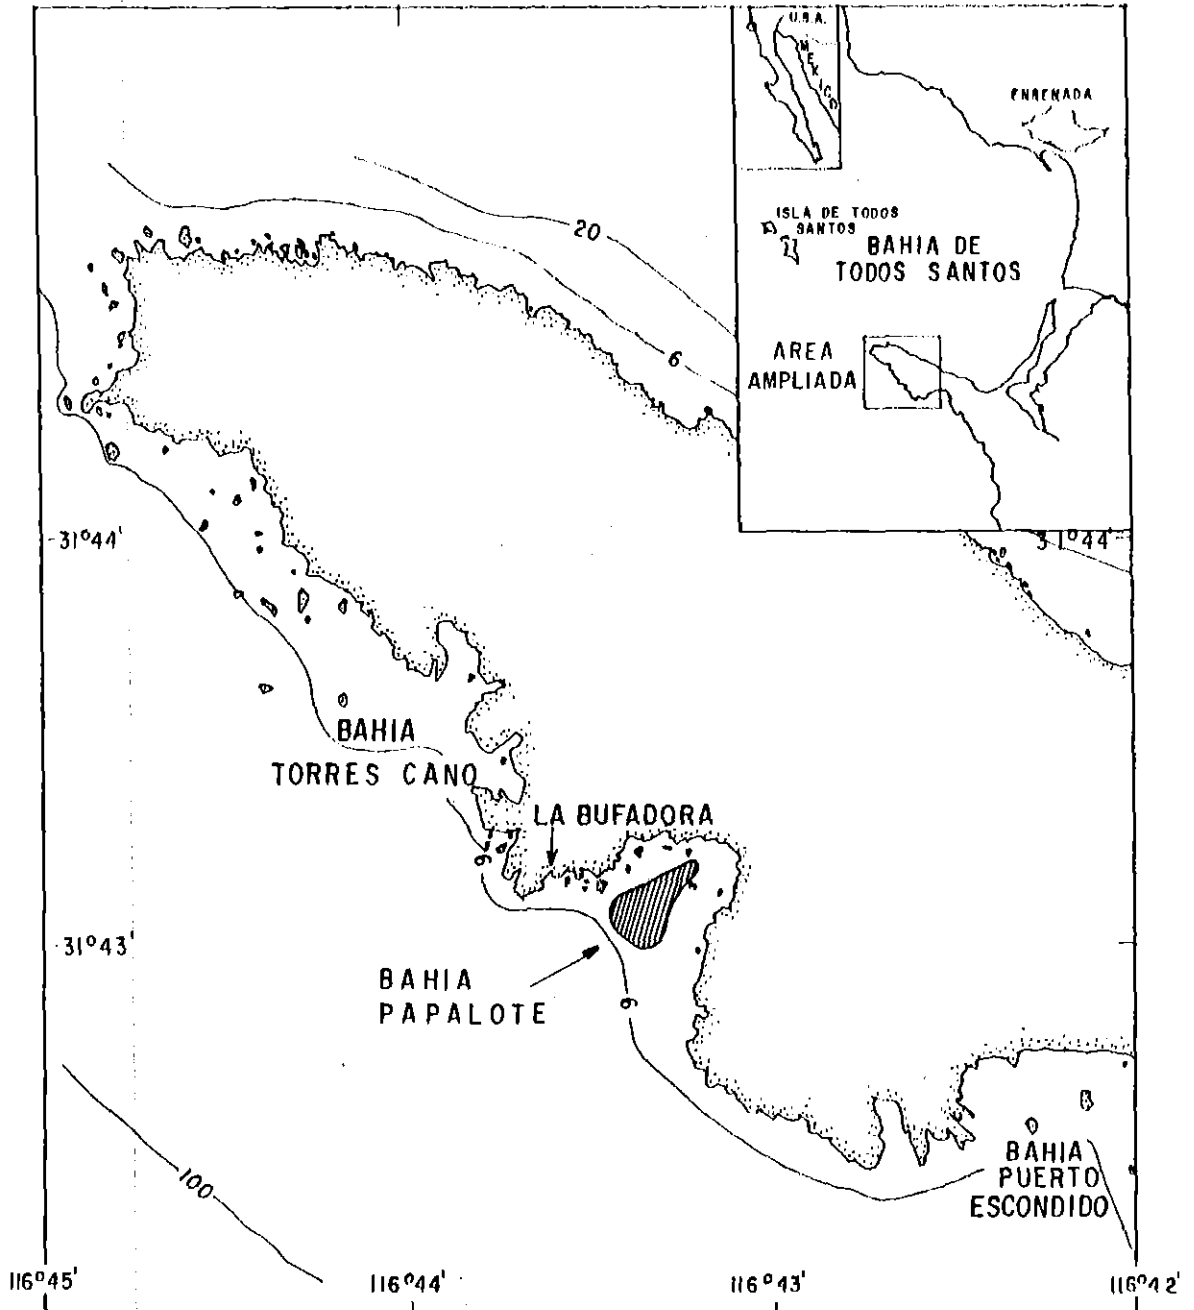 U.S.A.
MEXICO
ENSENADA
ISLA DE TODOS
SANTOS
BAHIA DE
TODOS SANTOS
AREA
AMPLIADA
20
6
31°44'
31°44'
BAHIA
TORRES CANO
LA BUFADORA
6
31°43'
BAHIA
PAPALOTE
6
BAHIA
PUERTO
ESCONDIDO
100
116°45'
116°44'
116°43'
116°42'